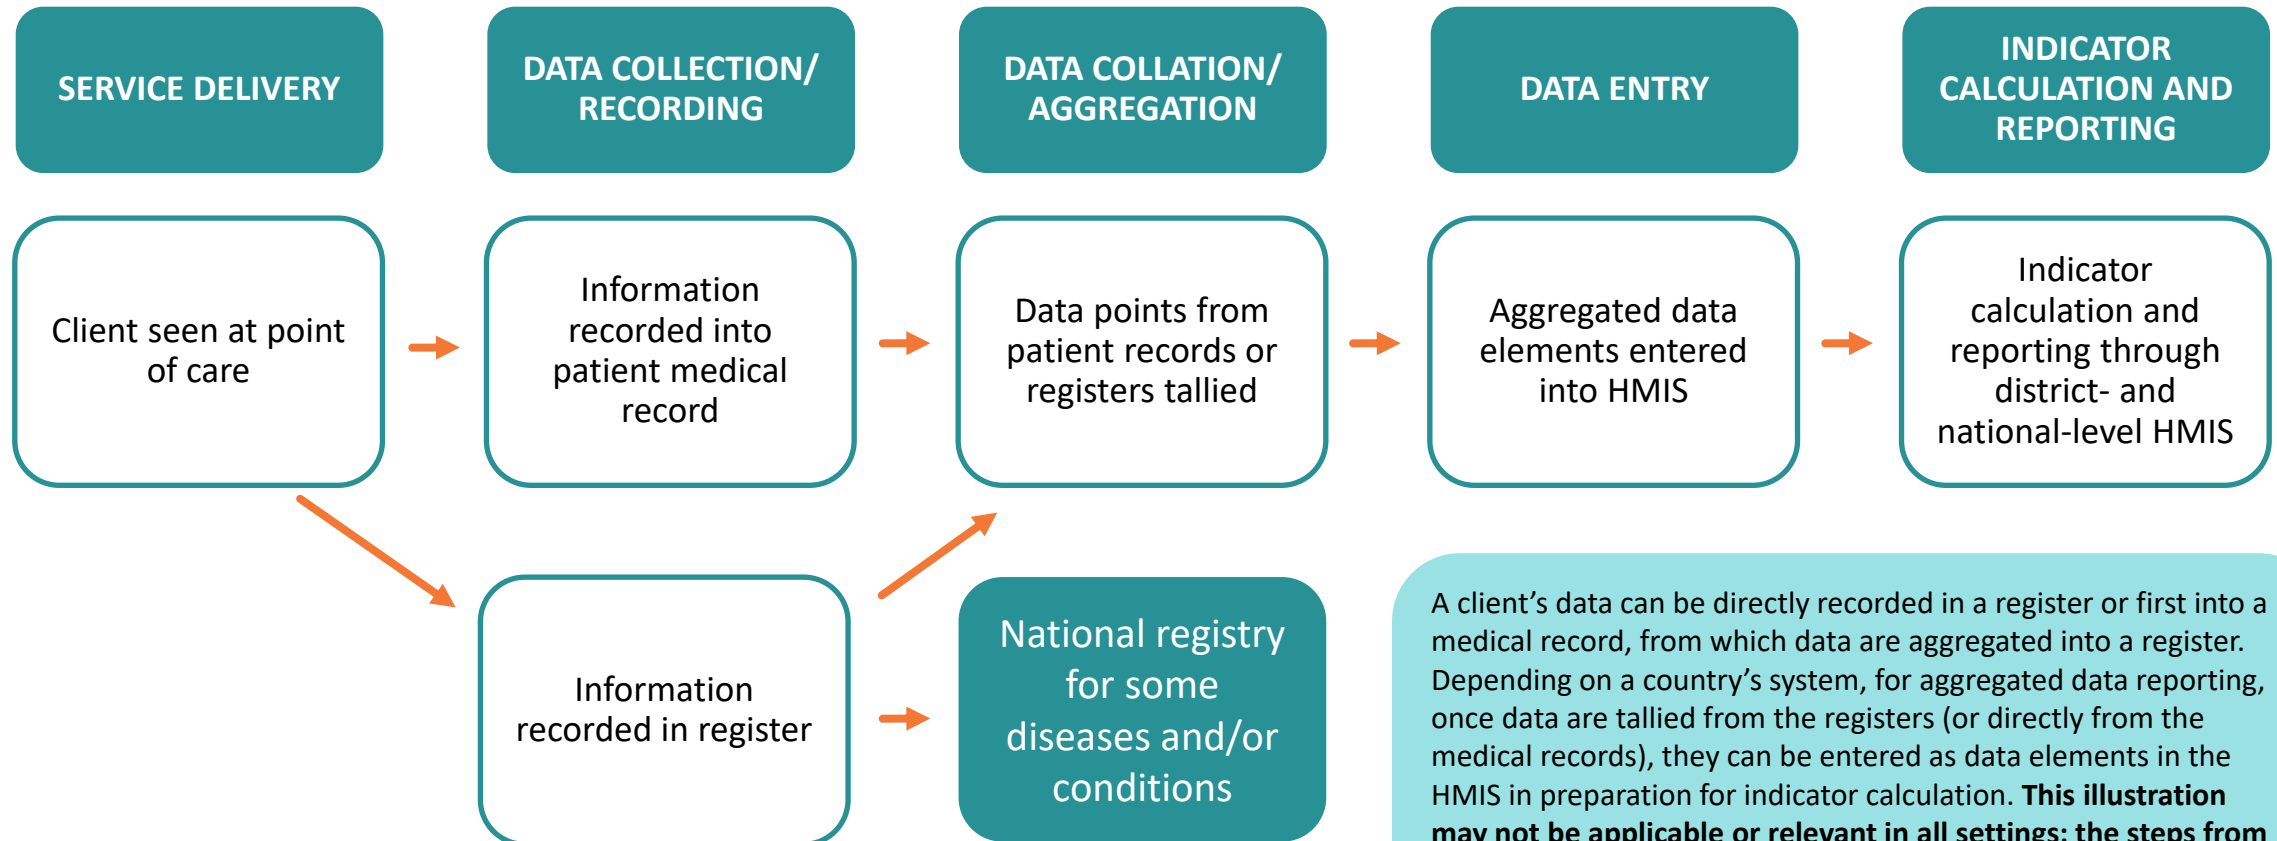 SERVICE DELIVERY
DATA COLLECTION/
RECORDING
DATA COLLATION/
AGGREGATION
DATA ENTRY
INDICATOR
CALCULATION AND
REPORTING
Client seen at point
of care
Information
recorded into
patient medical
record
Data points from
patient records or
registers tallied
Aggregated data
elements entered
into HMIS
Indicator
calculation and
reporting through
district- and
national-level HMIS
Information
recorded in register
National registry
for some
diseases and/or
conditions
A client’s data can be directly recorded in a register or first into a
medical record, from which data are aggregated into a register.
Depending on a country’s system, for aggregated data reporting,
once data are tallied from the registers (or directly from the
medical records), they can be entered as data elements in the
HMIS in preparation for indicator calculation. This illustration
may not be applicable or relevant in all settings; the steps from